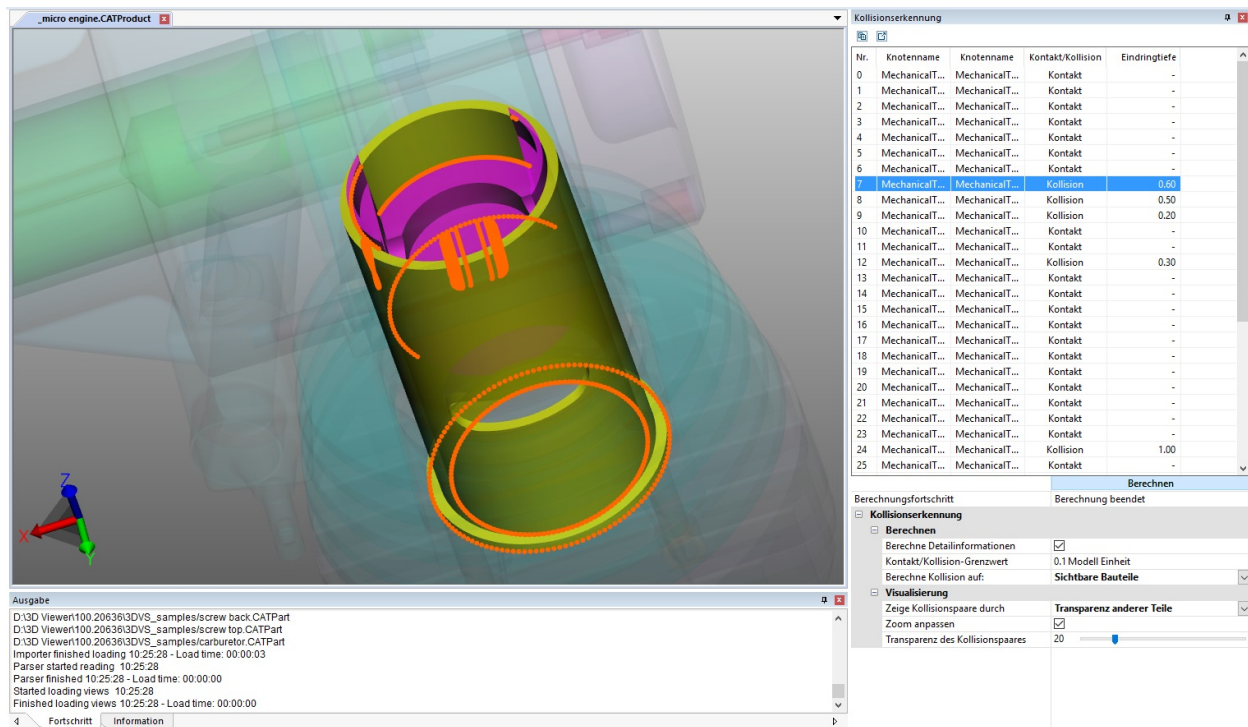 _micro engine.CATProduct
Z
X
Y
Ausgabe
D:\3D Viewer\100.20636\3DVS_samples/screw back.CATPart
D:\3D Viewer\100.20636\3DVS_samples/screw top.CATPart
D:\3D Viewer\100.20636\3DVS_samples/carburetor.CATPart
Importer finished loading 10:25:28 - Load time: 00:00:03
Parser started reading 10:25:28
Parser finished 10:25:28 - Load time: 00:00:00
Started loading views 10:25:28
Finished loading views 10:25:28 - Load time: 00:00:00
Fortschritt Information
Kollisionserkennung
Nr. Knotenname Knotenname Kontakt/Kollision Eindringtiefe
0 MechanicalT... MechanicalT... Kontakt -
1 MechanicalT... MechanicalT... Kontakt -
2 MechanicalT... MechanicalT... Kontakt -
3 MechanicalT... MechanicalT... Kontakt -
4 MechanicalT... MechanicalT... Kontakt -
5 MechanicalT... MechanicalT... Kontakt -
6 MechanicalT... MechanicalT... Kontakt -
7 MechanicalT... MechanicalT... Kollision 0.60
8 MechanicalT... MechanicalT... Kollision 0.50
9 MechanicalT... MechanicalT... Kollision 0.20
10 MechanicalT... MechanicalT... Kontakt -
11 MechanicalT... MechanicalT... Kontakt -
12 MechanicalT... MechanicalT... Kollision 0.30
13 MechanicalT... MechanicalT... Kontakt -
14 MechanicalT... MechanicalT... Kontakt -
15 MechanicalT... MechanicalT... Kontakt -
16 MechanicalT... MechanicalT... Kontakt -
17 MechanicalT... MechanicalT... Kontakt -
18 MechanicalT... MechanicalT... Kontakt -
19 MechanicalT... MechanicalT... Kontakt -
20 MechanicalT... MechanicalT... Kontakt -
21 MechanicalT... MechanicalT... Kontakt -
22 MechanicalT... MechanicalT... Kontakt -
23 MechanicalT... MechanicalT... Kontakt -
24 MechanicalT... MechanicalT... Kollision 1.00
25 MechanicalT... MechanicalT... Kontakt -
Berechnen
Berechnungsfortschritt Berechnung beendet
Kollisionserkennung
Berechnen
Berechne Detailinformationen
Kontakt/Kollision-Grenzwert 0.1 Modell Einheit
Berechne Kollision auf: Sichtbare Bauteile
Visualisierung
Zeige Kollisionspaare durch Transparenz anderer Teile
Zoom anpassen
Transparenz des Kollisionspaares 20